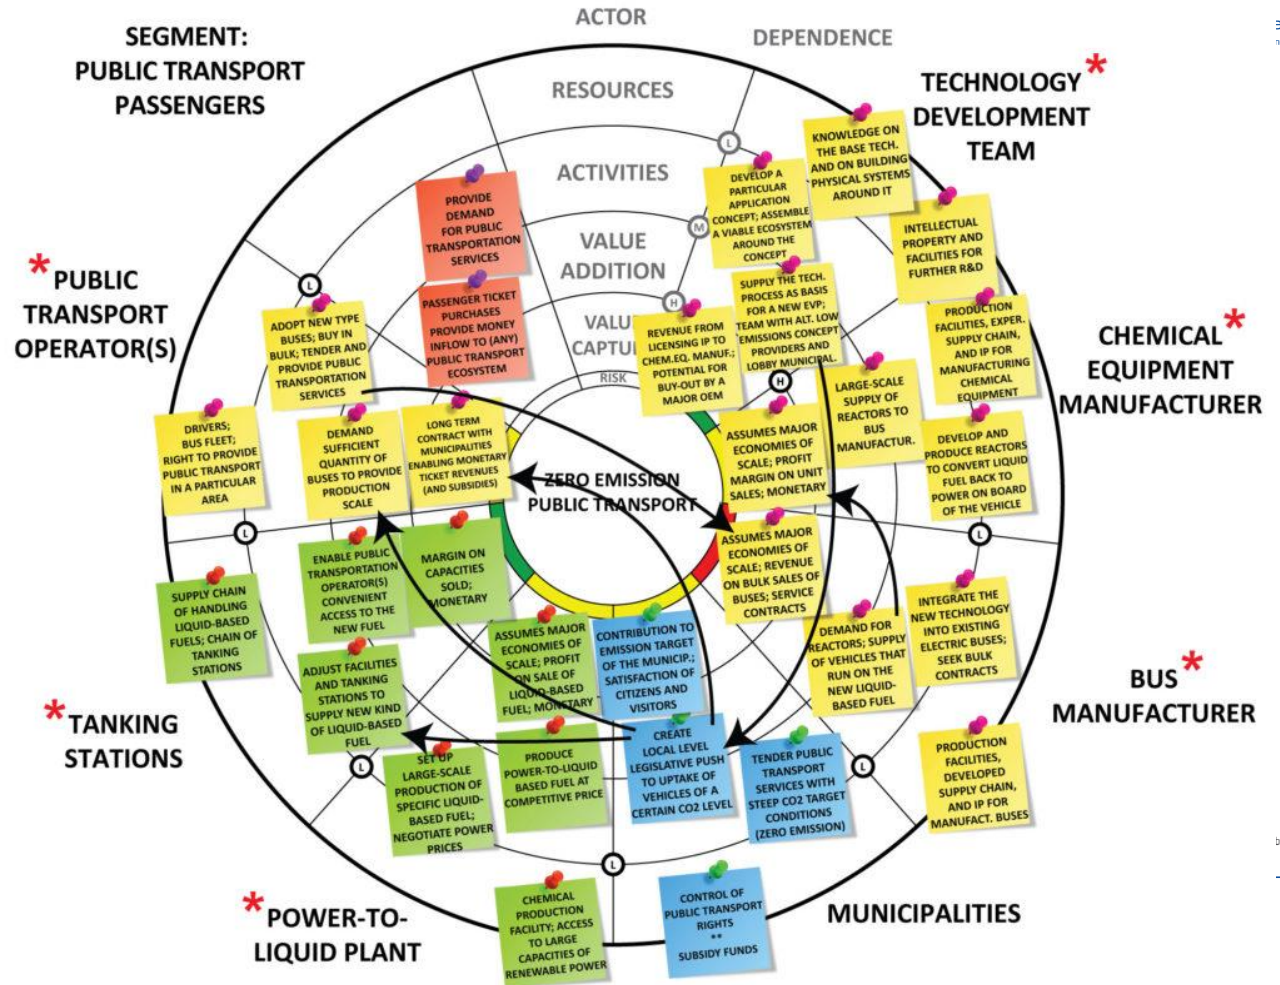 ACTOR
DEPENDENCE
SEGMENT:
PUBLIC TRANSPORT
PASSENGERS
RESOURCES
ACTIVITIES
VALUE
ADDITION
VALUE
CAPTU
RISK
L
M
H
TECHNOLOGY *
DEVELOPMENT
TEAM
KNOWLEDGE ON
THE BASE TECH.
AND ON BUILDING
PHYSICAL SYSTEMS
AROUND IT
DEVELOP A
PARTICULAR
APPLICATION
CONCEPT; ASSEMBLE
A VIABLE ECOSYSTEM
AROUND THE
CONCEPT
INTELLECTUAL
PROPERTY AND
FACILITIES FOR
FURTHER R&D
SUPPLY THE TECH.
PROCESS AS BASIS
FOR A NEW EVP;
TEAM WITH ALT. LOW
EMISSIONS CONCEPT
PROVIDERS AND
LOBBY MUNICIPAL.
REVENUE FROM
LICENSING IP TO
CHEM.EQ. MANUF.;
POTENTIAL FOR
BUY-OUT BY A
MAJOR OEM
H
CHEMICAL *
EQUIPMENT
MANUFACTURER
PRODUCTION
FACILITIES, EXPER.
SUPPLY CHAIN,
AND IP FOR
MANUFACTURING
CHEMICAL
EQUIPMENT
LARGE-SCALE
SUPPLY OF
REACTORS TO
BUS
MANUFACTUR.
DEVELOP AND
PRODUCE REACTORS
TO CONVERT LIQUID
FUEL BACK TO
POWER ON BOARD
OF THE VEHICLE
ASSUMES MAJOR
ECONOMIES OF
SCALE; PROFIT
MARGIN ON UNIT
SALES; MONETARY
L
BUS *
MANUFACTURER
ASSUMES MAJOR
ECONOMIES OF
SCALE; REVENUE
ON BULK SALES OF
BUSES; SERVICE
CONTRACTS
INTEGRATE THE
NEW TECHNOLOGY
INTO EXISTING
ELECTRIC BUSES;
SEEK BULK
CONTRACTS
DEMAND FOR
REACTORS; SUPPLY
OF VEHICLES THAT
RUN ON THE
NEW LIQUID-
BASED FUEL
PRODUCTION
FACILITIES,
DEVELOPED
SUPPLY CHAIN,
AND IP FOR
MANUFACT. BUSES
L
MUNICIPALITIES
CONTRIBUTION TO
EMISSION TARGET
OF THE MUNICIP.;
SATISFACTION OF
CITIZENS AND
VISITORS
CREATE
LOCAL LEVEL
LEGISLATIVE PUSH
TO UPTAKE OF
VEHICLES OF A
CERTAIN CO2 LEVEL
TENDER PUBLIC
TRANSPORT
SERVICES WITH
STEEP CO2 TARGET
CONDITIONS
(ZERO EMISSION)
CONTROL OF
PUBLIC TRANSPORT
RIGHTS
**
SUBSIDY FUNDS
L
* POWER-TO-
LIQUID PLANT
ASSUMES MAJOR
ECONOMIES OF
SCALE; PROFIT
ON SALE OF
LIQUID-BASED
FUEL; MONETARY
PRODUCE
POWER-TO-LIQUID
BASED FUEL AT
COMPETITIVE PRICE
SET UP
LARGE-SCALE
PRODUCTION OF
SPECIFIC LIQUID-
BASED FUEL;
NEGOTIATE POWER
PRICES
CHEMICAL
PRODUCTION
FACILITY; ACCESS
TO LARGE
CAPACITIES OF
RENEWABLE POWER
L
* TANKING
STATIONS
MARGIN ON
CAPACITIES
SOLD;
MONETARY
ENABLE PUBLIC
TRANSPORTATION
OPERATOR(S)
CONVENIENT
ACCESS TO THE
NEW FUEL
ADJUST FACILITIES
AND TANKING
STATIONS TO
SUPPLY NEW KIND
OF LIQUID-BASED
FUEL
SUPPLY CHAIN
OF HANDLING
LIQUID-BASED
FUELS; CHAIN OF
TANKING
STATIONS
L
* PUBLIC
TRANSPORT
OPERATOR(S)
ADOPT NEW TYPE
BUSES; BUY IN
BULK; TENDER AND
PROVIDE PUBLIC
TRANSPORTATION
SERVICES
DRIVERS;
BUS FLEET;
RIGHT TO PROVIDE
PUBLIC TRANSPORT
IN A PARTICULAR
AREA
DEMAND
SUFFICIENT
QUANTITY OF
BUSES TO PROVIDE
PRODUCTION
SCALE
LONG TERM
CONTRACT WITH
MUNICIPALITIES
ENABLING MONETARY
TICKET REVENUES
(AND SUBSIDIES)
L
PROVIDE
DEMAND
FOR PUBLIC
TRANSPORTATION
SERVICES
PASSENGER TICKET
PURCHASES
PROVIDE MONEY
INFLOW TO (ANY)
PUBLIC TRANSPORT
ECOSYSTEM
ZERO EMISSION
PUBLIC TRANSPORT